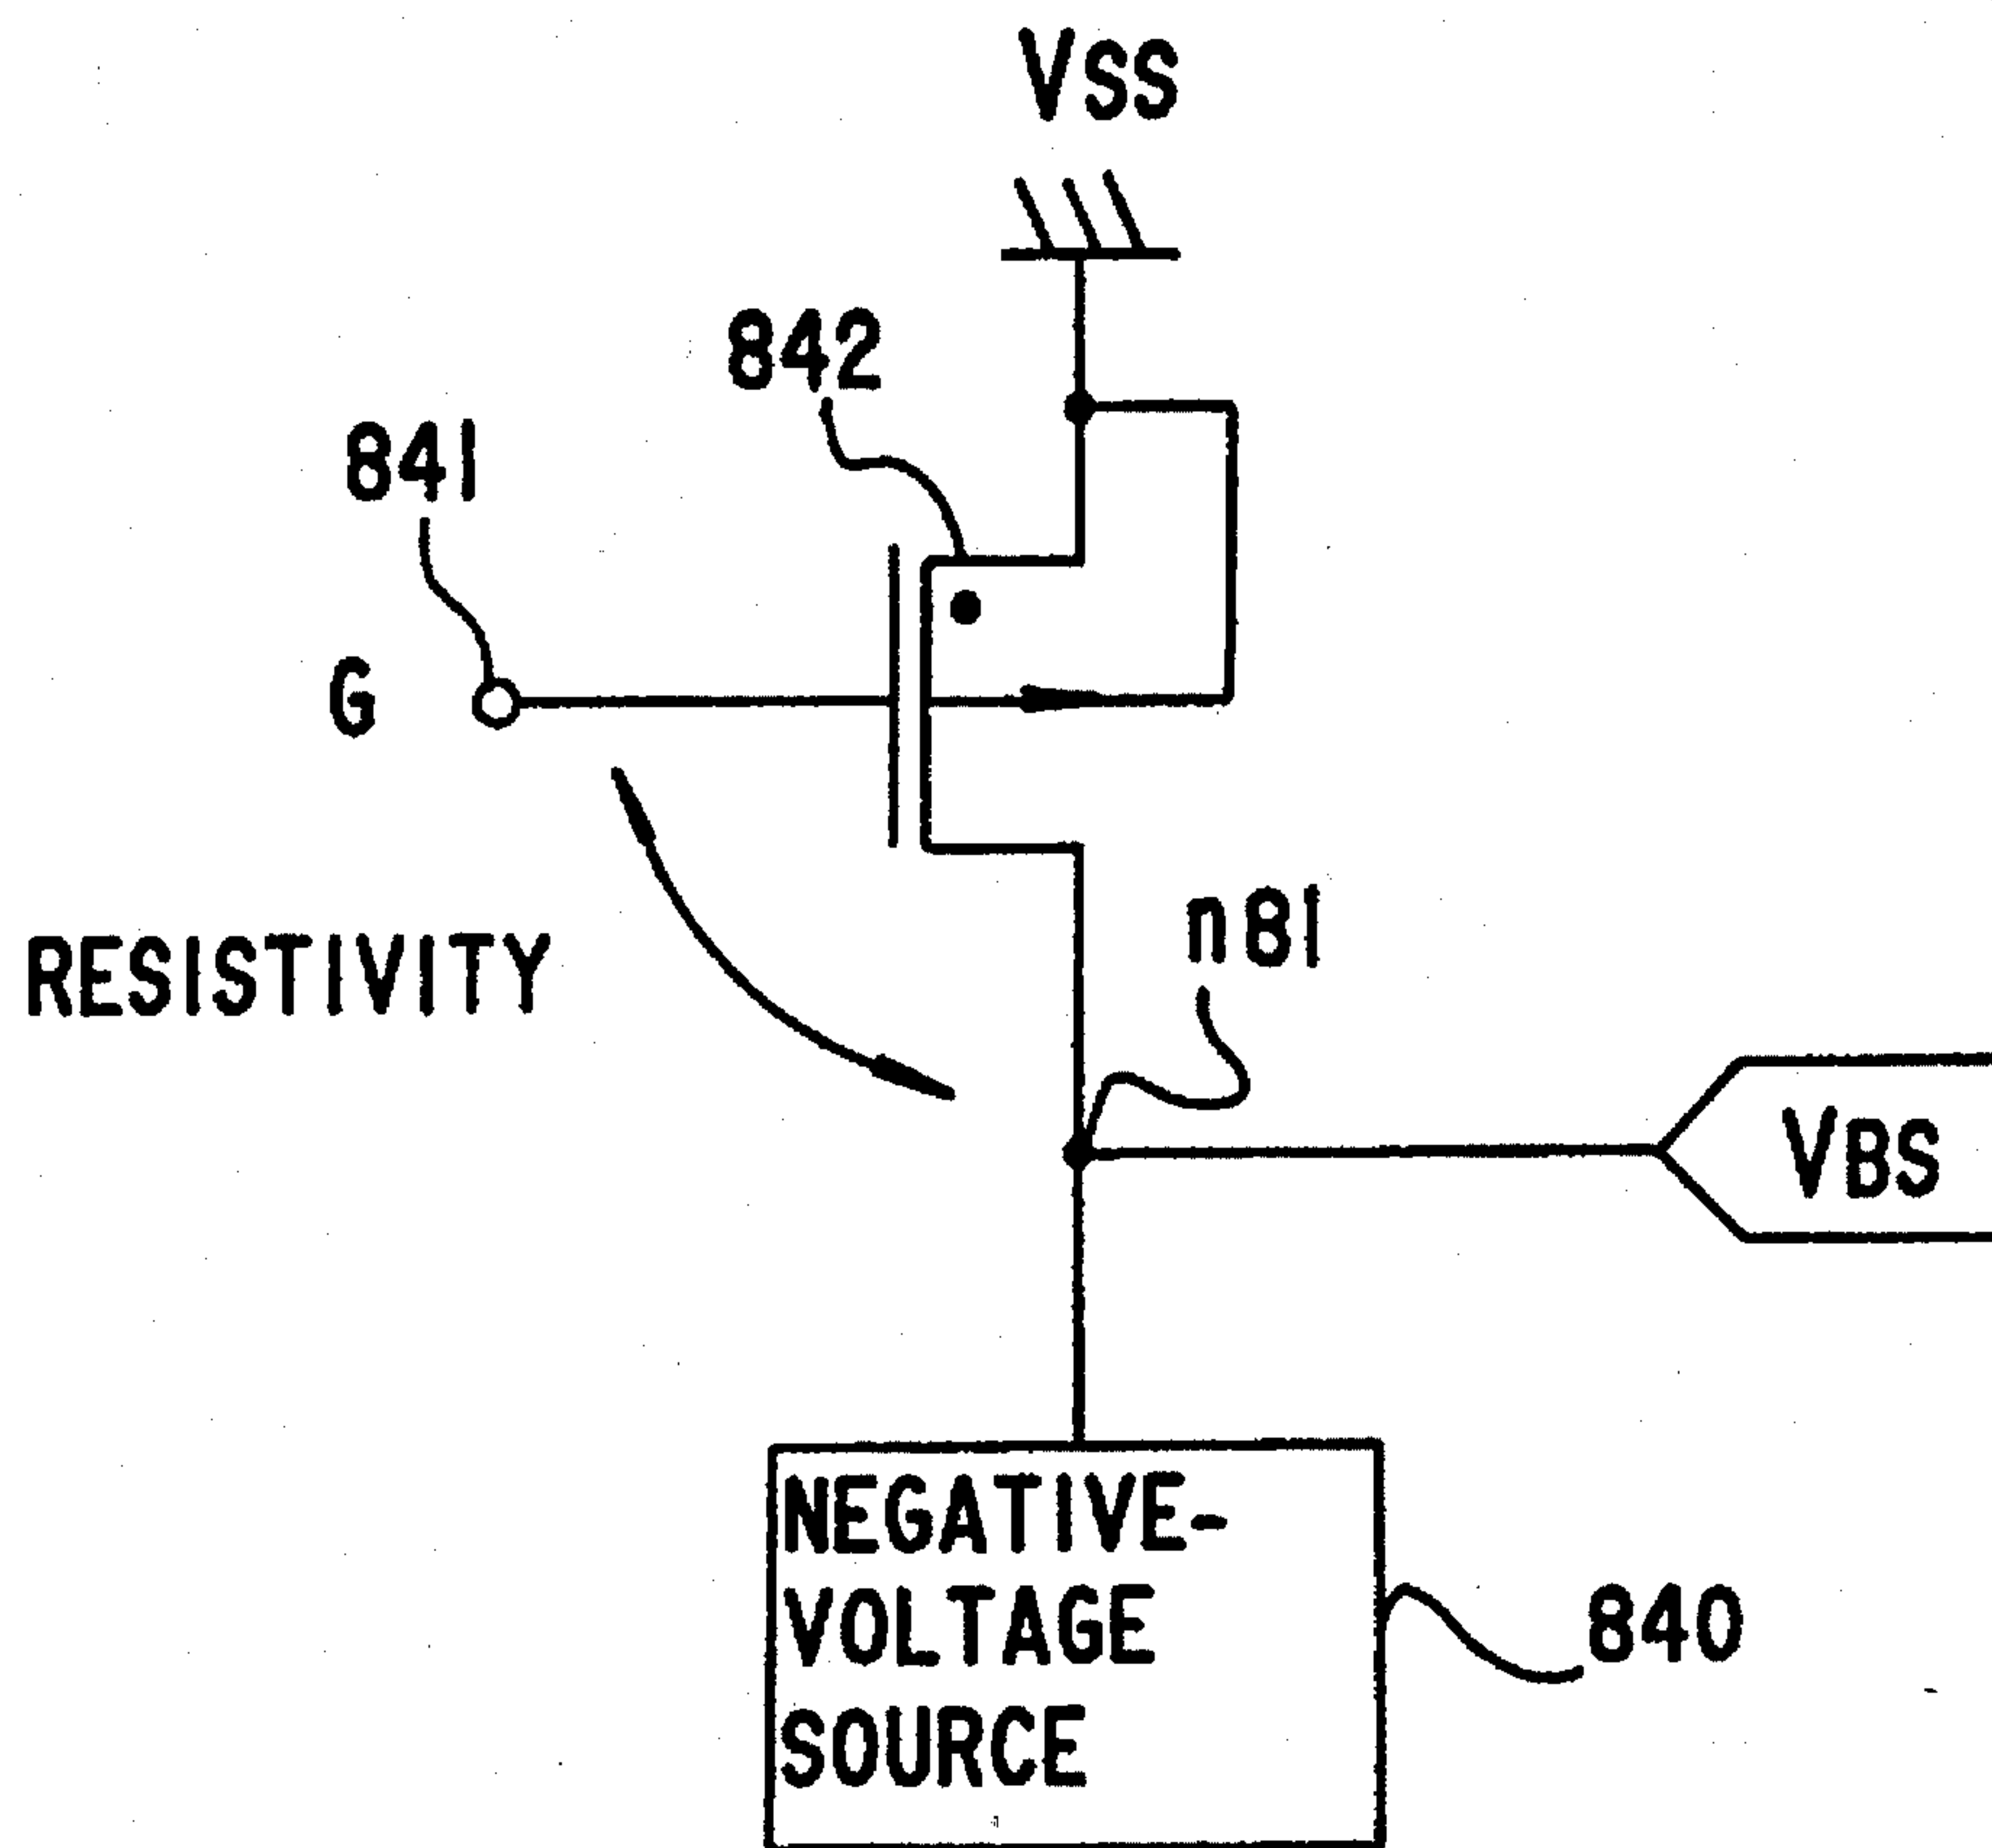 VSS
842
841
G
n81
RESISTIVITY
VBS
NEGATIVE-
VOLTAGE
SOURCE
840